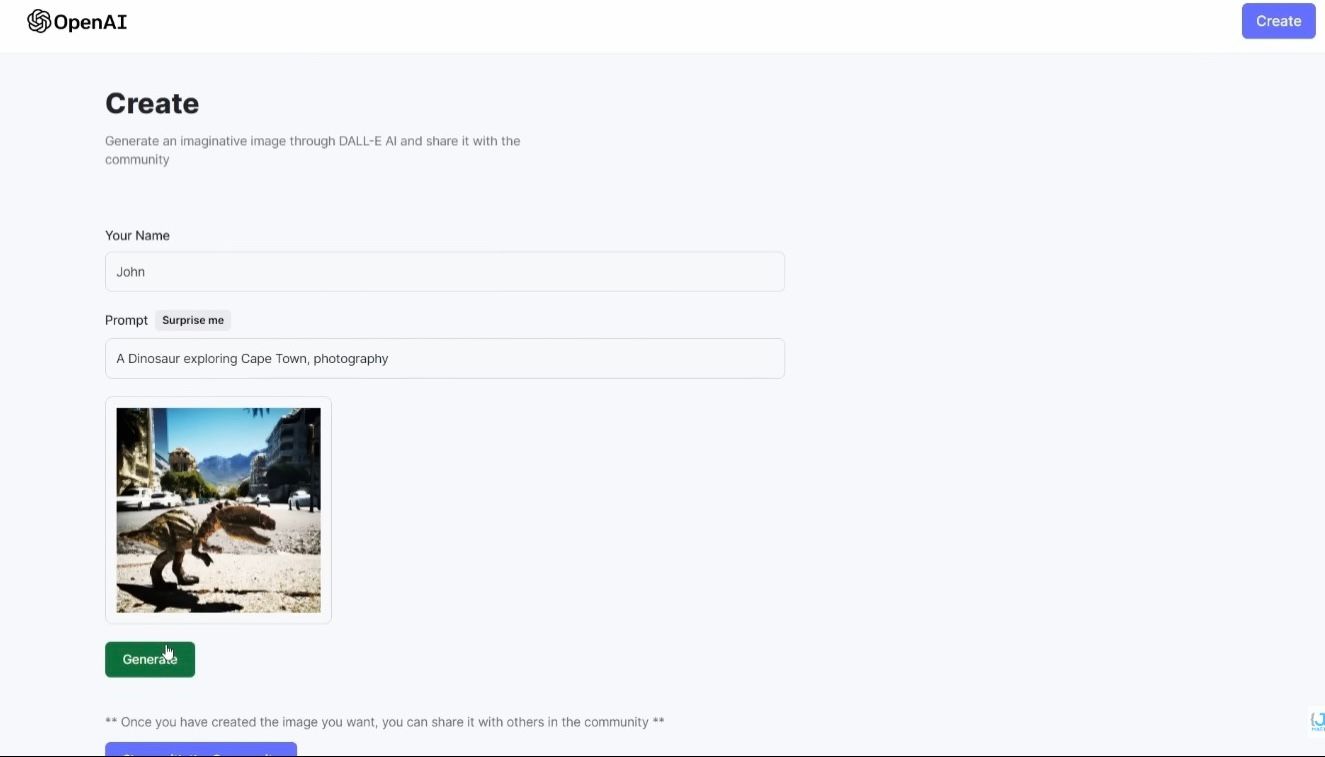 OpenAI
Create
Create
Generate an imaginative image through DALL-E AI and share it with the
community
Your Name
John
Prompt Surprise me
A Dinosaur exploring Cape Town, photography
Generate
** Once you have created the image you want, you can share it with others in the community **